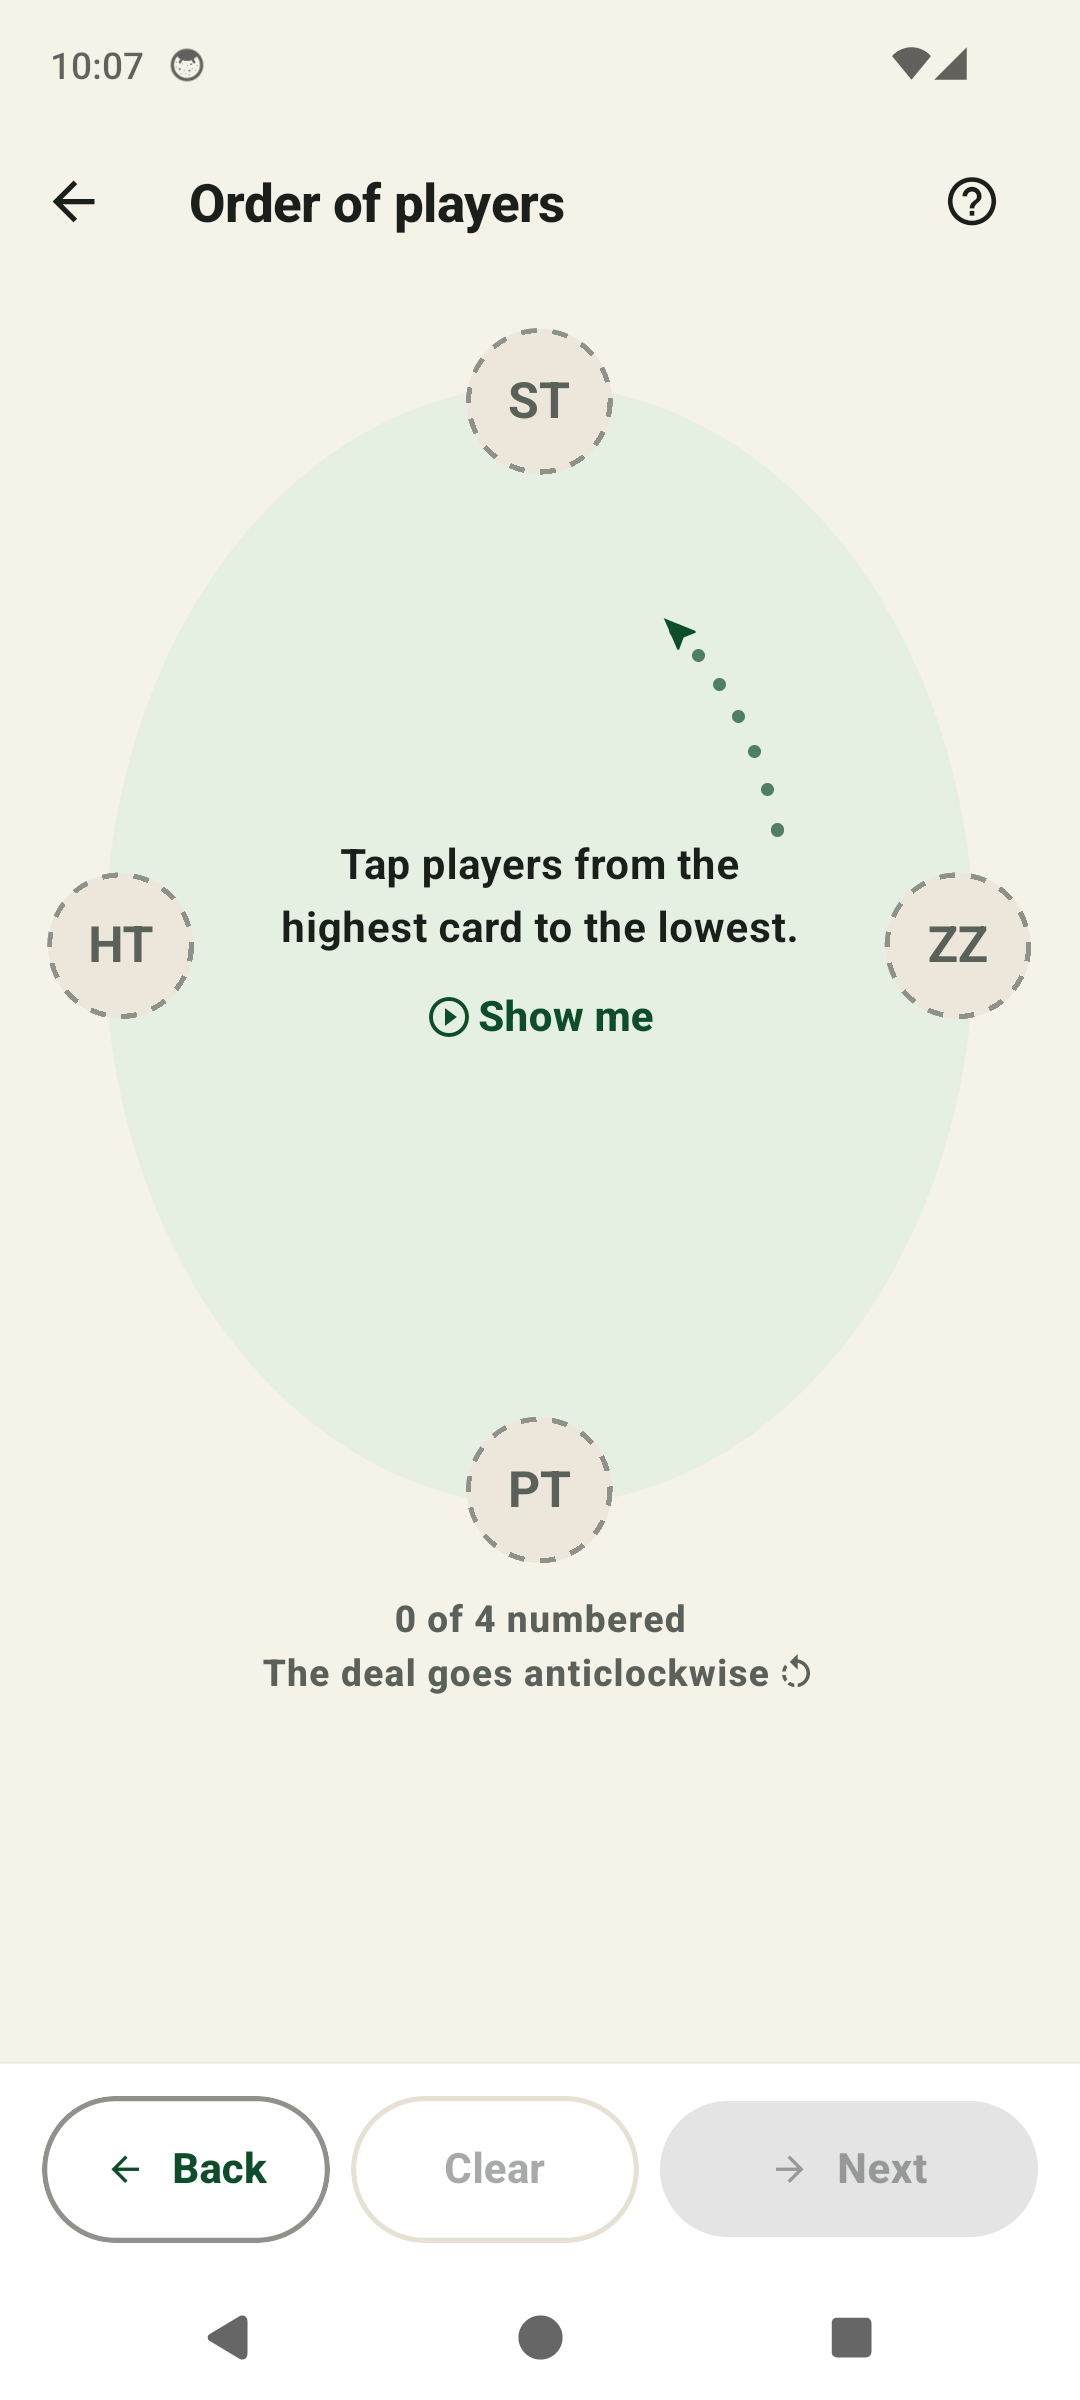 10:07
Order of players
ST
Tap players from the
highest card to the lowest.
HT
ZZ
Show me
PT
0 of 4 numbered
The deal goes anticlockwise
Back
Clear
Next